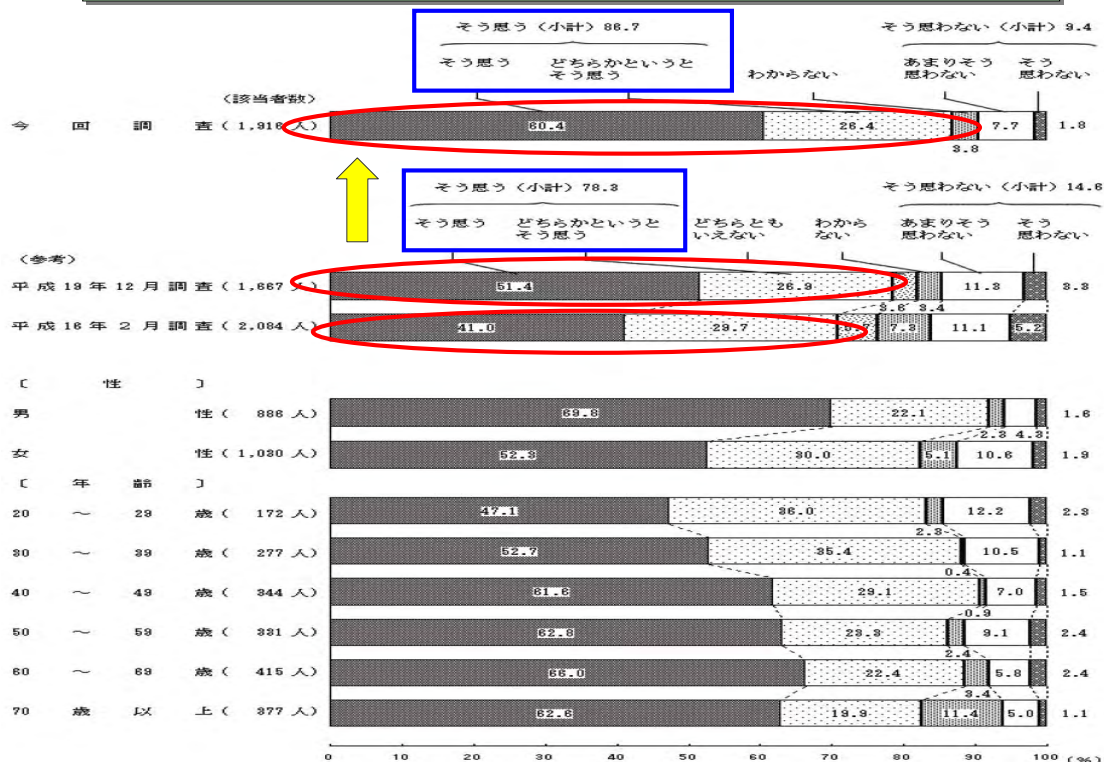 そう思う（小計）86.7
そう思わない（小計）9.4
そう思う　どちらかというとそう思う　わからない　あまりそう思わない　そう思わない
（該当者数）
今回調査（1,916人）　60.4　26.4　7.7　1.8
3.8
そう思う（小計）78.3
そう思わない（小計）14.6
そう思う　どちらかというとそう思う　どちらともいえない　わからない　あまりそう思わない　そう思わない
（参考）
平成19年12月調査（1,667人）　51.4　26.9　11.3　3.3
3.6　3.4
平成16年2月調査（2,084人）　41.0　29.7　5.7　7.3　11.1　5.2
〔性〕
男性（886人）　69.8　22.1　1.6
2.3　4.3
女性（1,030人）　52.3　30.0　5.1　10.6　1.9
〔年齢〕
20～29歳（172人）　47.1　36.0　12.2　2.3
2.3
30～39歳（277人）　52.7　35.4　10.5　1.1
0.4
40～49歳（344人）　61.6　29.1　7.0　1.5
0.9
50～59歳（331人）　62.8　23.3　9.1　2.4
2.4
60～69歳（415人）　66.0　22.4　5.8　2.4
3.4
70歳以上（377人）　62.6　19.9　11.4　5.0　1.1
0　10　20　30　40　50　60　70　80　90　100（％）